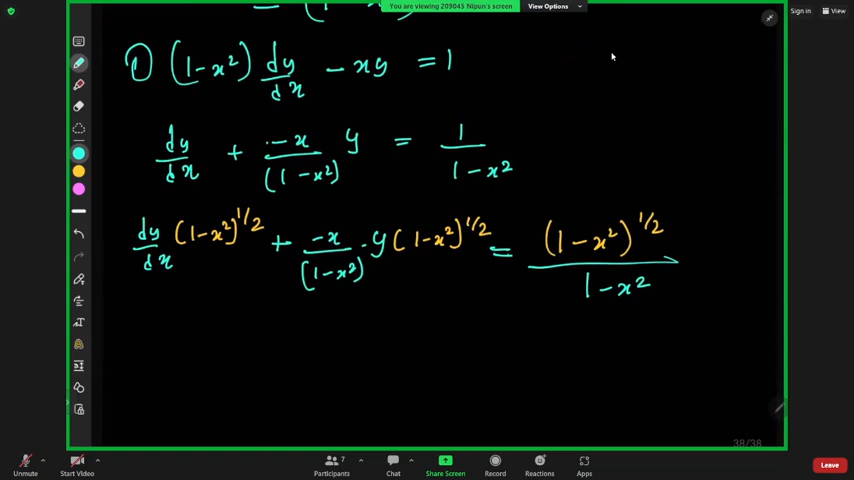 You are viewing 209045 Nipun's screen
View Options
Sign in
View
① (1-x²) dy/dx - xy = 1
dy/dx + -x/(1-x²) y = 1/(1-x²)
dy/dx (1-x²)^1/2 + -x/(1-x²) · y (1-x²)^1/2 = (1-x²)^1/2 / (1-x²)
38/38
Unmute
Start Video
7
Participants
Chat
Share Screen
Record
Reactions
Apps
Leave